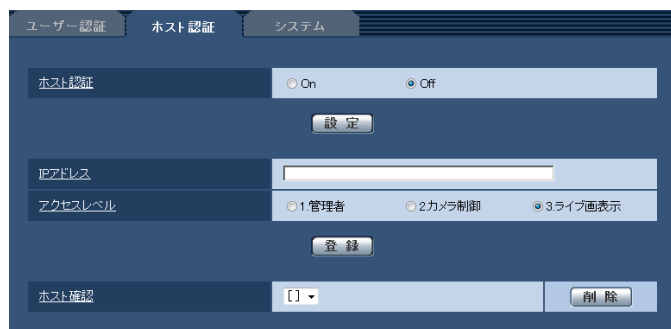 ユーザー認証 ホスト認証 システム
ホスト認証 On Off
設 定
IPアドレス
アクセスレベル 1.管理者 2.カメラ制御 3.ライブ画表示
登 録
ホスト確認 [] 削 除